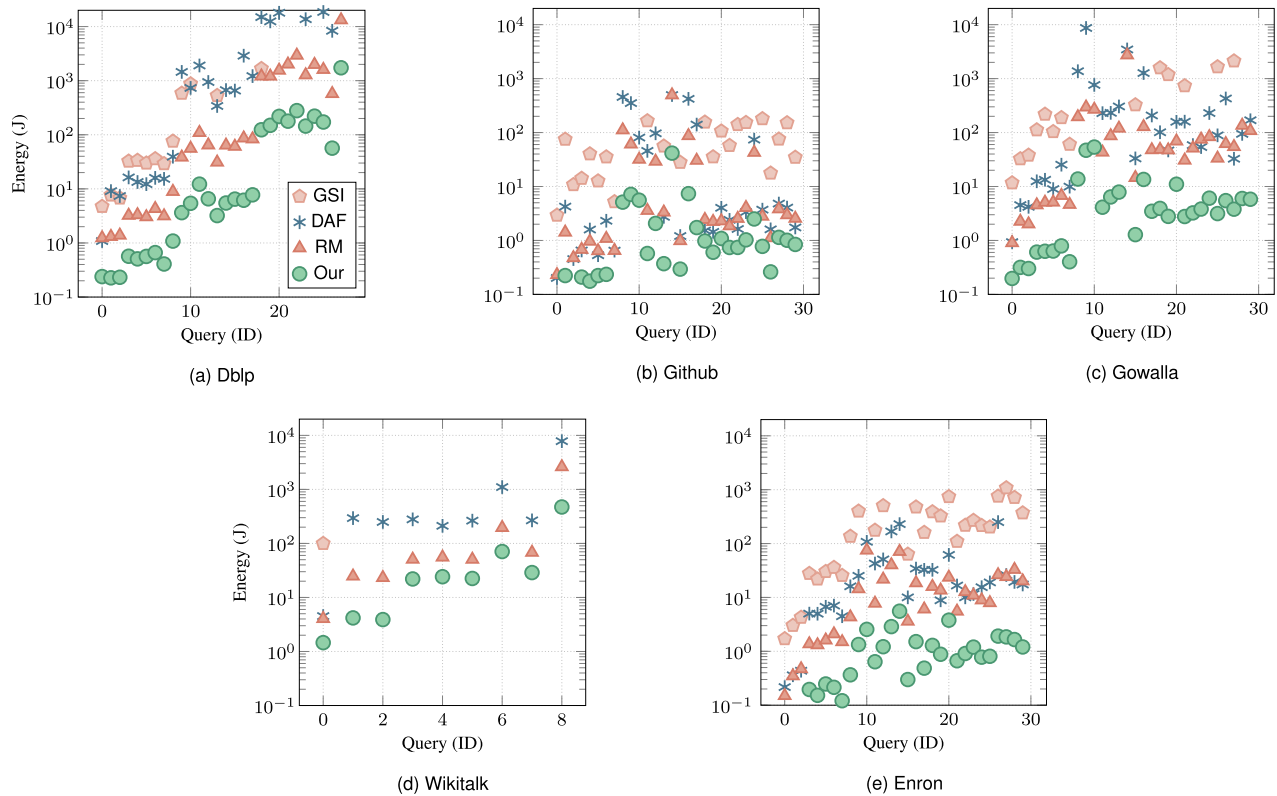 10^4
10^3
10^2
10^1
10^0
10^−1
Energy (J)
GSI
DAF
RM
Our
0 10 20
Query (ID)
(a) Dblp
10^4
10^3
10^2
10^1
10^0
10^−1
0 10 20 30
Query (ID)
(b) Github
10^4
10^3
10^2
10^1
10^0
10^−1
0 10 20 30
Query (ID)
(c) Gowalla
10^4
10^3
10^2
10^1
10^0
10^−1
Energy (J)
0 2 4 6 8
Query (ID)
(d) Wikitalk
10^4
10^3
10^2
10^1
10^0
10^−1
0 10 20 30
Query (ID)
(e) Enron